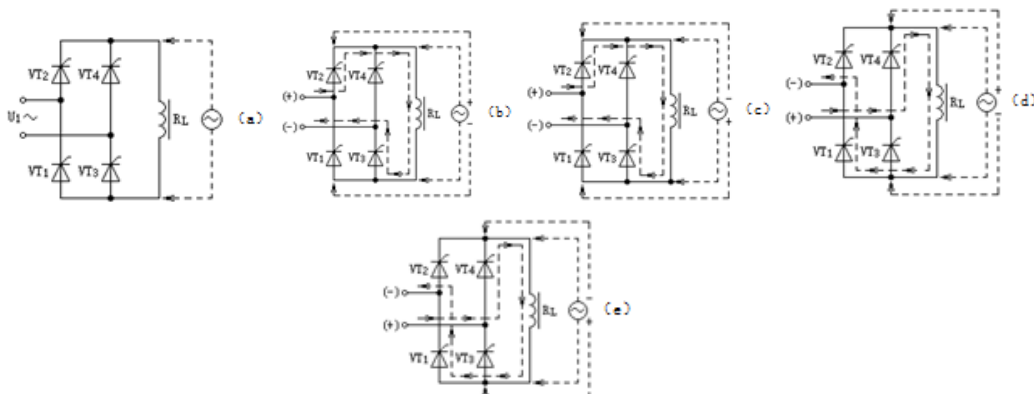 VT2
VT4
U1
RL
(a)
VT1
VT3
VT2
VT4
(+)
+
(b)
RL
(-)
-
VT1
VT3
VT2
VT4
(+)
-
(c)
RL
(-)
+
VT1
VT3
VT2
VT4
+
(d)
(-)
RL
(+)
-
VT1
VT3
VT2
VT4
(-)
-
(e)
RL
(+)
+
VT1
VT3